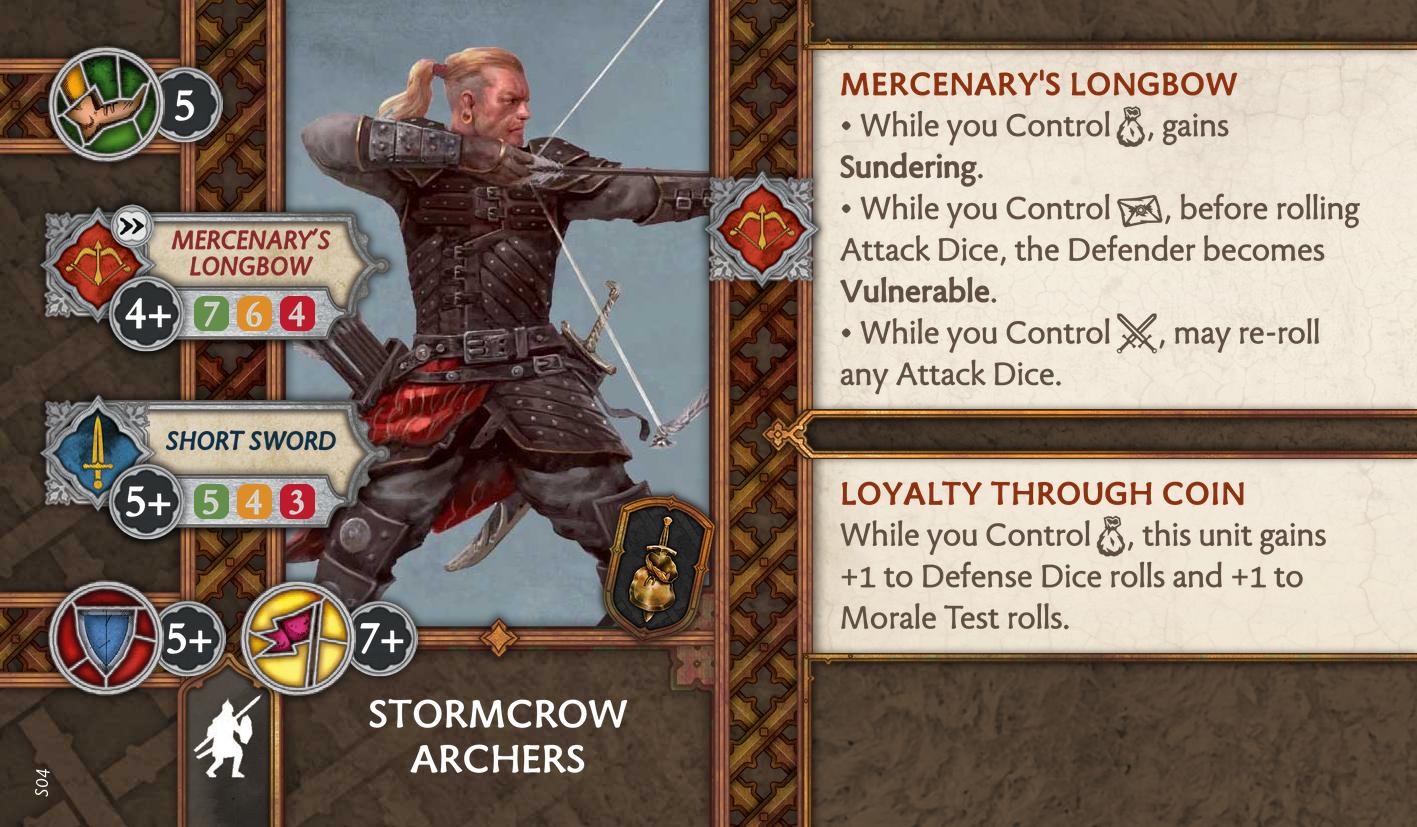 5
MERCENARY'S
LONGBOW
4+ 7 6 4
SHORT SWORD
5+ 5 4 3
5+ 7+
STORMCROW
ARCHERS
S04
MERCENARY'S LONGBOW
• While you Control , gains
Sundering.
• While you Control , before rolling
Attack Dice, the Defender becomes
Vulnerable.
• While you Control , may re-roll
any Attack Dice.
LOYALTY THROUGH COIN
While you Control , this unit gains
+1 to Defense Dice rolls and +1 to
Morale Test rolls.